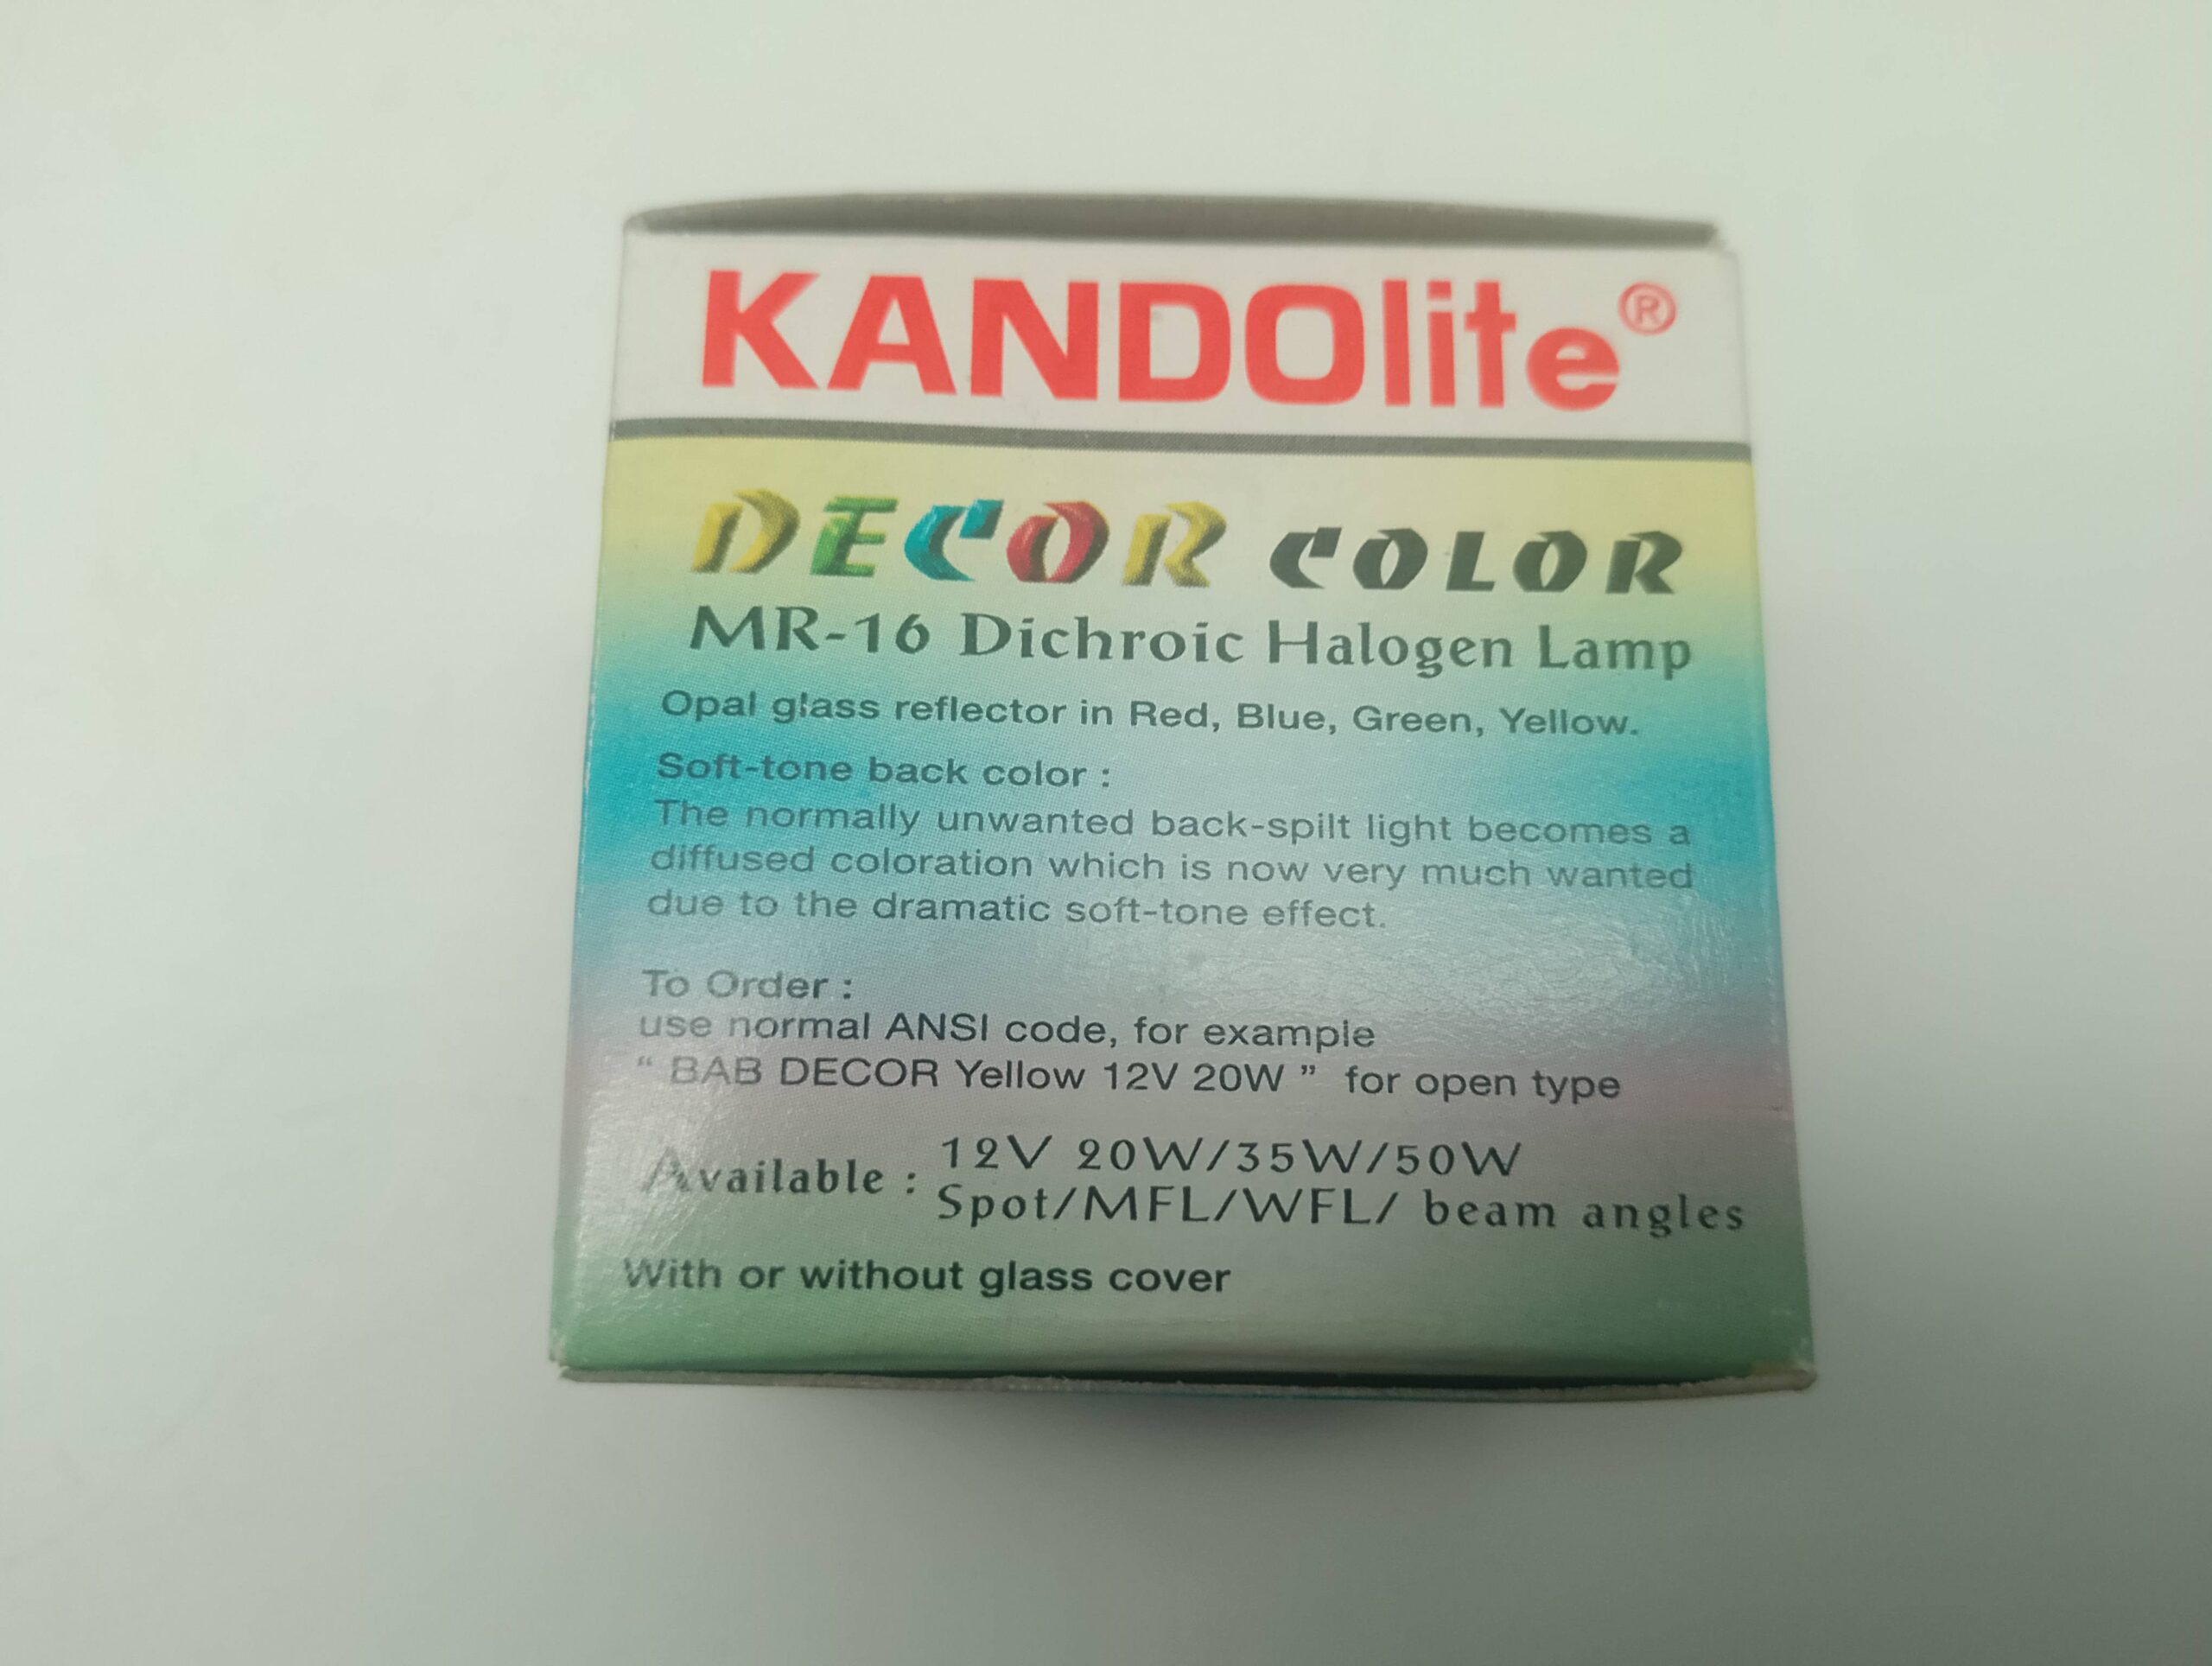 KANDOlite®
DECOR COLOR
MR-16 Dichroic Halogen Lamp
Opal glass reflector in Red, Blue, Green, Yellow.
Soft-tone back color :
The normally unwanted back-spilt light becomes a
diffused coloration which is now very much wanted
due to the dramatic soft-tone effect.
To Order :
use normal ANSI code, for example
“ BAB DECOR Yellow 12V 20W ” for open type
Available : 12V 20W/35W/50W
Spot/MFL/WFL/ beam angles
With or without glass cover